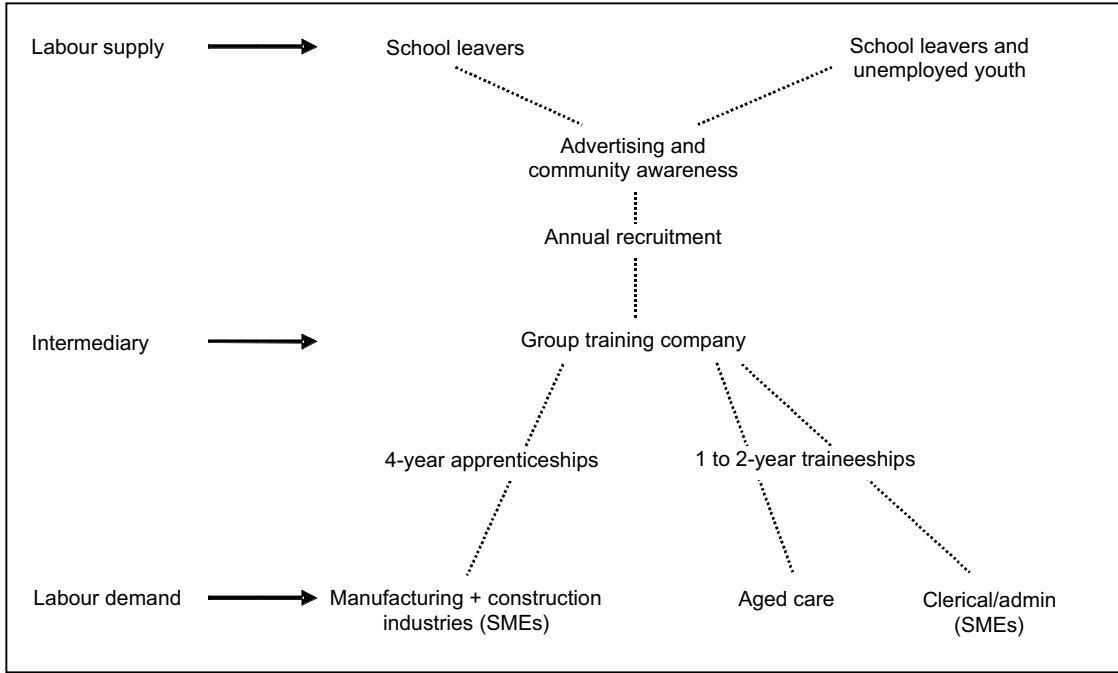 Labour supply
School leavers
School leavers and
unemployed youth
Advertising and
community awareness
Annual recruitment
Intermediary
Group training company
4-year apprenticeships
1 to 2-year traineeships
Labour demand
Manufacturing + construction
industries (SMEs)
Aged care
Clerical/admin
(SMEs)